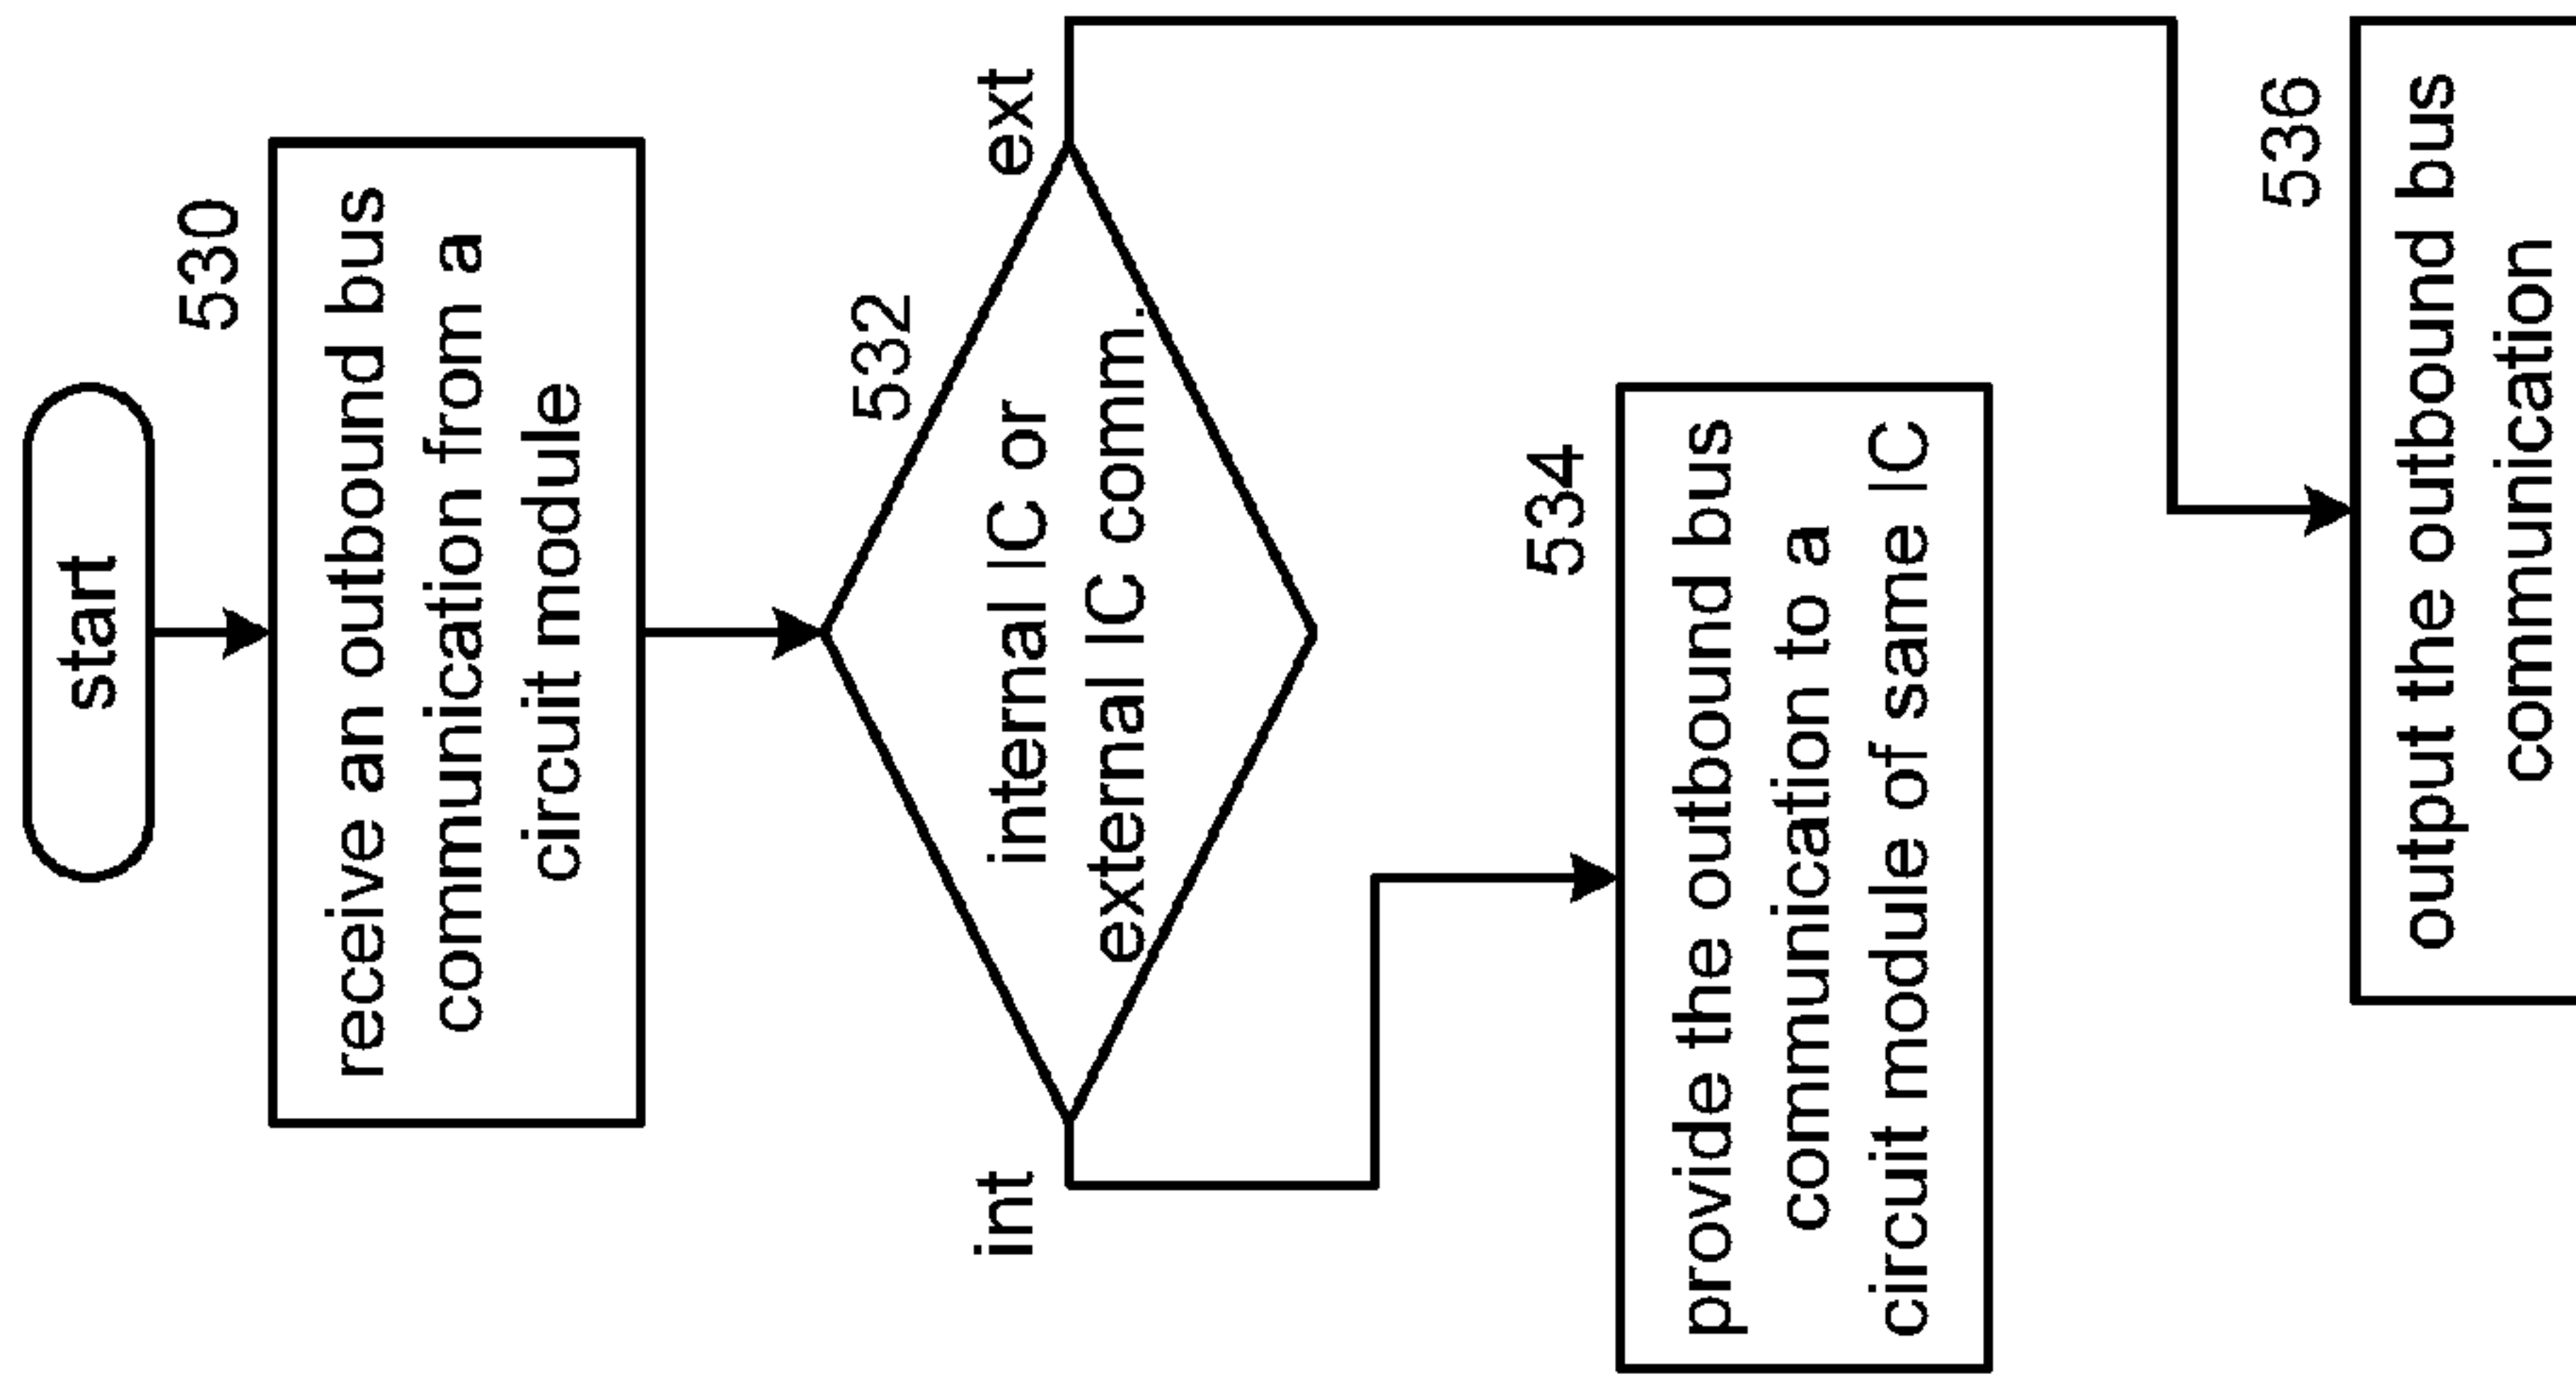 start
530
receive an outbound bus
communication from a
circuit module
532
internal IC or
external IC comm.
int
ext
534
provide the outbound bus
communication to a
circuit module of same IC
536
output the outbound bus
communication